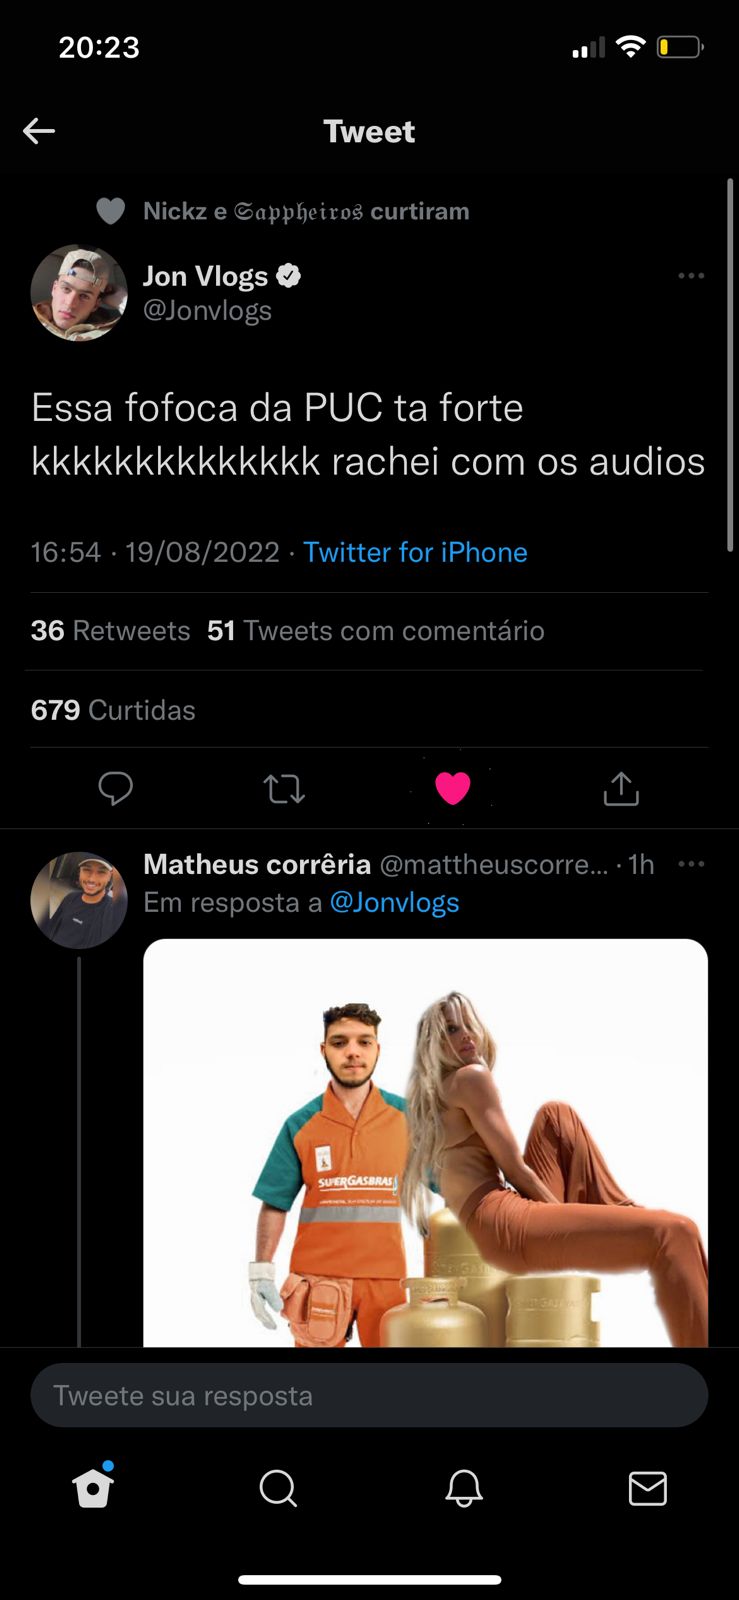 20:23
Tweet
Nickz e 𝔖𝔞𝔭𝔭𝔥𝔢𝔦𝔯𝔬𝔰 curtiram
Jon Vlogs
@Jonvlogs
Essa fofoca da PUC ta forte
kkkkkkkkkkkkkk rachei com os audios
16:54 · 19/08/2022 · Twitter for iPhone
36 Retweets 51 Tweets com comentário
679 Curtidas
Matheus corrêria @mattheuscorre... · 1h
Em resposta a @Jonvlogs
SUPERGASBRAS
Tweete sua resposta